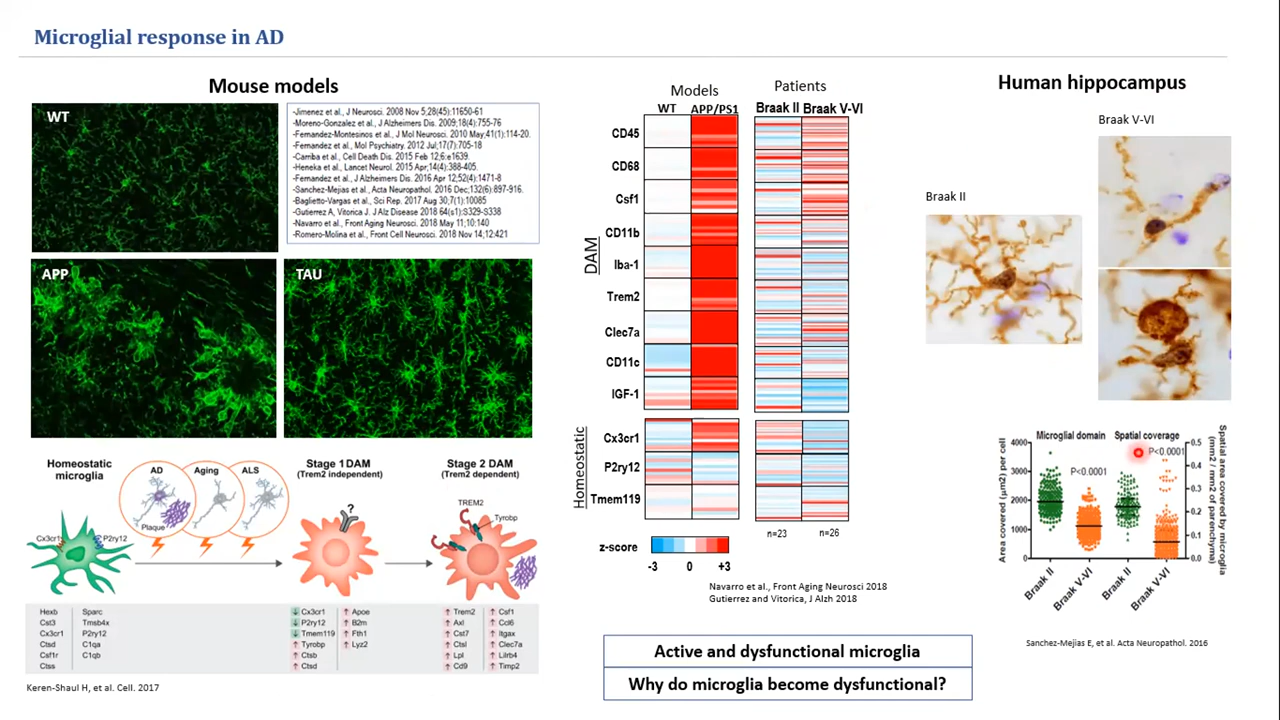 Microglial response in AD
Mouse models
WT
-Jimenez et al., J Neurosci. 2008 Nov 5;28(45):11650-61
-Moreno-Gonzalez et al., J Alzheimers Dis. 2009;18(4):755-76
-Fernandez-Montesinos et al., J Mol Neurosci. 2010 May;41(1):114-20.
-Fernandez et al., Mol Psychiatry. 2012 Jul;17(7):705-18
-Carriba et al., Cell Death Dis. 2015 Feb 12;6:e1639.
-Heneka et al., Lancet Neurol. 2015 Apr;14(4):388-405.
-Fernandez et al., J Alzheimers Dis. 2016 Apr 12;52(4):1471-8
-Sanchez-Mejias et al., Acta Neuropathol. 2016 Dec;132(6):897-916.
-Baglietto-Vargas et al., Sci Rep. 2017 Aug 30;7(1):10085
-Gutierrez A, Vitorica J. J Alz Disease 2018 64(s1):S329-S338
-Navarro et al., Front Aging Neurosci. 2018 May 11;10:140
-Romero-Molina et al., Front Cell Neurosci. 2018 Nov 14;12:421
APP
TAU
Homeostatic
microglia
AD
Aging
ALS
Plaque
Cx3cr1
P2ry12
Stage 1 DAM
(Trem2 independent)
?
Stage 2 DAM
(Trem2 dependent)
TREM2
Tyrobp
Hexb Sparc
Cst3 Tmsb4x
Cx3cr1 P2ry12
Ctsd C1qa
Csf1r C1qb
Ctss
↓ Cx3cr1 ↑ Apoe
↓ P2ry12 ↑ B2m
↓ Tmem119 ↑ Fth1
↑ Tyrobp ↑ Lyz2
↑ Ctsb
↑ Ctsd
↑ Trem2 ↑ Csf1
↑ Axl ↑ Ccl6
↑ Cst7 ↑ Itgax
↑ Ctsl ↑ Clec7a
↑ Lpl ↑ Lilrb4
↑ Cd9 ↑ Timp2
Keren-Shaul H, et al. Cell. 2017
Models
Patients
WT APP/PS1
Braak II Braak V-VI
DAM
CD45
CD68
Csf1
CD11b
Iba-1
Trem2
Clec7a
CD11c
IGF-1
Homeostatic
Cx3cr1
P2ry12
Tmem119
n=23 n=26
z-score
-3 0 +3
Navarro et al., Front Aging Neurosci 2018
Gutierrez and Vitorica, J Alzh 2018
Active and dysfunctional microglia
Why do microglia become dysfunctional?
Human hippocampus
Braak V-VI
Braak II
Microglial domain Spatial coverage
P<0.0001
P<0.0001
Area covered (µm2) per cell
4000
3000
2000
1000
0
0.5
0.4
0.3
0.2
0.1
0.0
Spatial area covered by microglia
(mm2 / mm2 of parenchyma)
Braak II
Braak V-VI
Braak II
Braak V-VI
Sanchez-Mejias E, et al. Acta Neuropathol. 2016